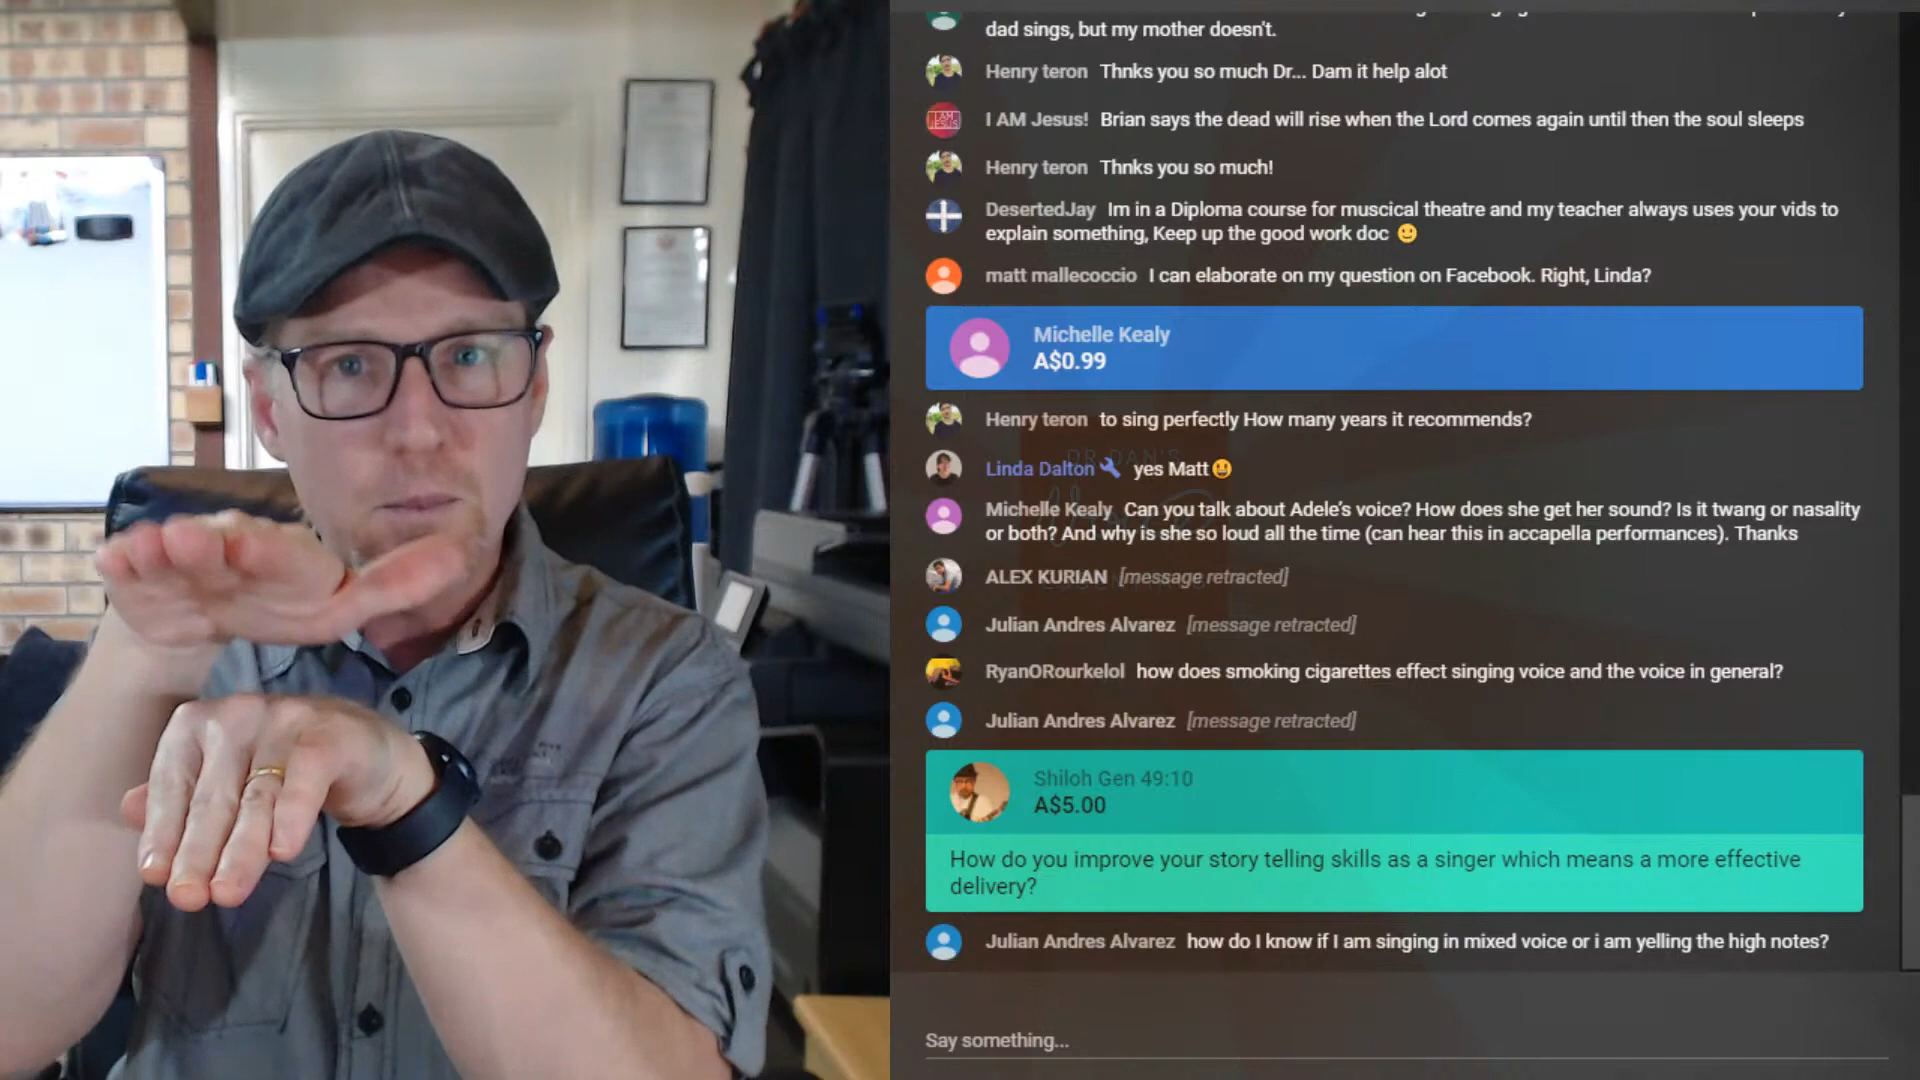 dad sings, but my mother doesn't.
Henry teron Thnks you so much Dr... Dam it help alot
I AM Jesus! Brian says the dead will rise when the Lord comes again until then the soul sleeps
Henry teron Thnks you so much!
DesertedJay Im in a Diploma course for muscical theatre and my teacher always uses your vids to
explain something, Keep up the good work doc 🙂
matt mallecoccio I can elaborate on my question on Facebook. Right, Linda?
Michelle Kealy
A$0.99
Henry teron to sing perfectly How many years it recommends?
DR DAN'S
Linda Dalton yes Matt😃
Michelle Kealy Can you talk about Adele's voice? How does she get her sound? Is it twang or nasality
or both? And why is she so loud all the time (can hear this in accapella performances). Thanks
ALEX KURIAN [message retracted]
Julian Andres Alvarez [message retracted]
RyanORourkelol how does smoking cigarettes effect singing voice and the voice in general?
Julian Andres Alvarez [message retracted]
Shiloh Gen 49:10
A$5.00
How do you improve your story telling skills as a singer which means a more effective
delivery?
Julian Andres Alvarez how do I know if I am singing in mixed voice or i am yelling the high notes?
Say something...